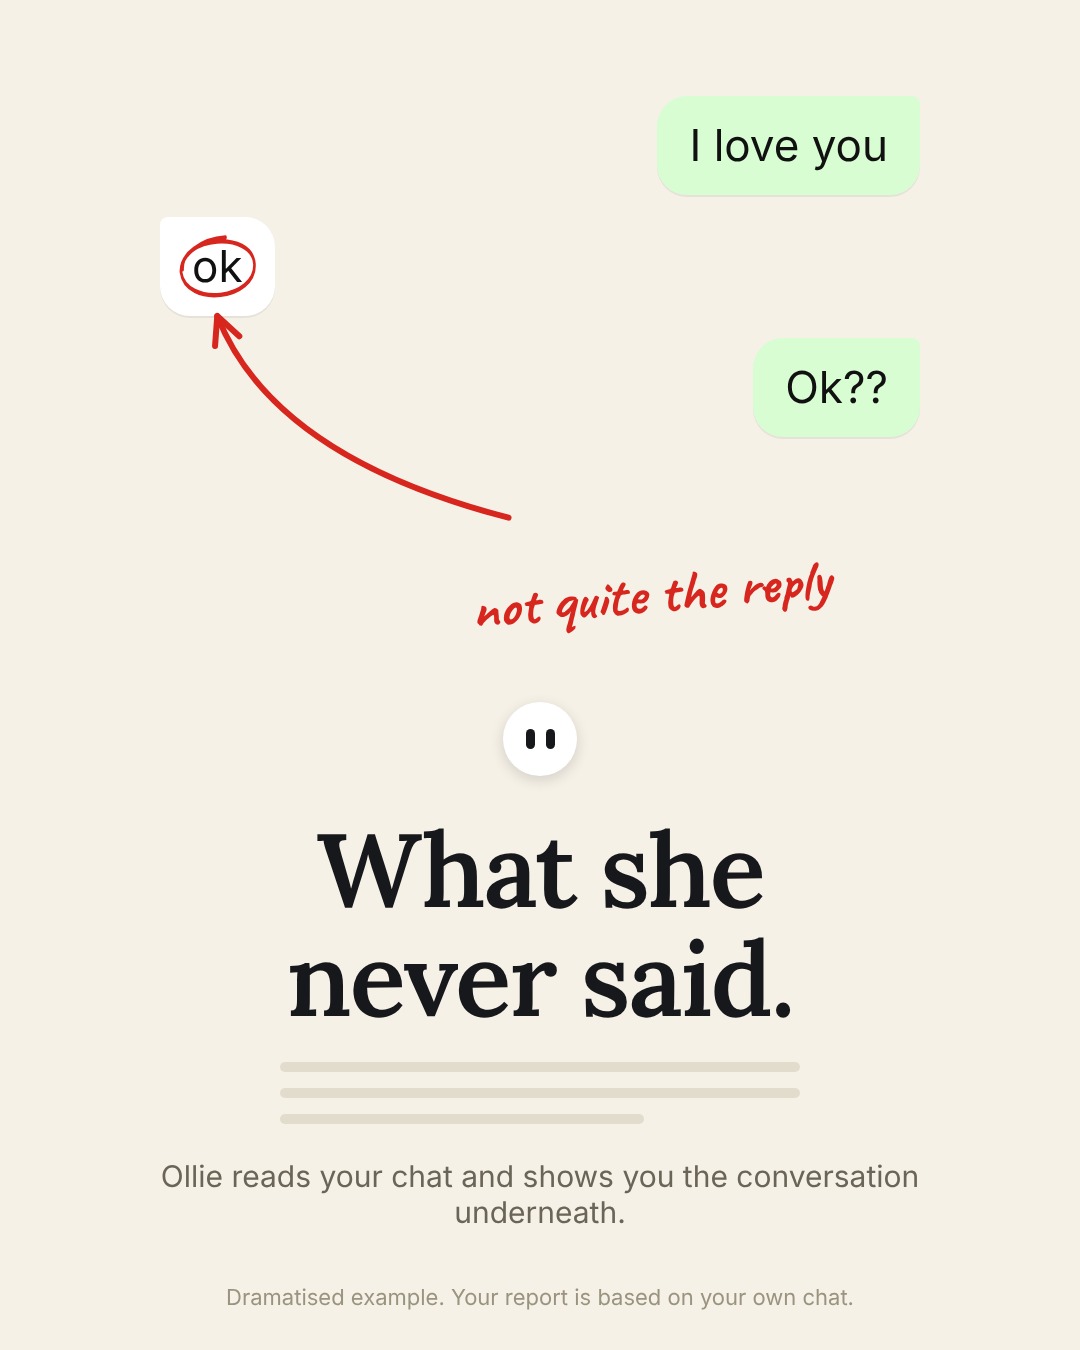 I love you
ok
Ok??
not quite the reply
What she
never said.
Ollie reads your chat and shows you the conversation
underneath.
Dramatised example. Your report is based on your own chat.